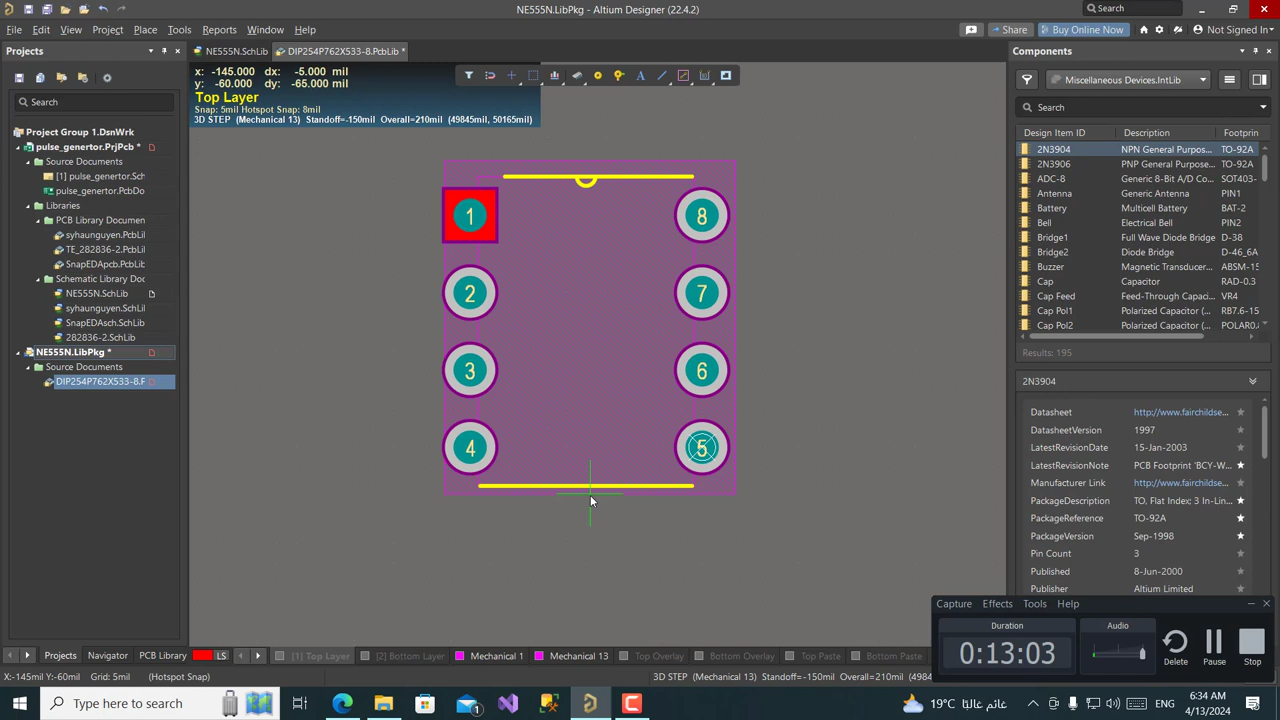 NE555N.LibPkg * - Altium Designer (22.4.2)
Search
File Edit View Project Place Tools Reports Window Help
Share
Buy Online Now
Not Signed In
Projects
Search
Project Group 1.DsnWrk
pulse_genertor.PrjPcb *
Source Documents
[1] pulse_genertor.Sch
pulse_genertor.PcbDo
Libraries
PCB Library Documen
syhaunguyen.PcbLil
TE_282836-2.PcbLib
SnapEDApcb.PcbLib
Schematic Library Doc
NE555N.SchLib
syhaunguyen.SchLi
SnapEDAsch.SchLib
282836-2.SchLib
NE555N.LibPkg *
Source Documents
DIP254P762X533-8.P
NE555N.SchLib
DIP254P762X533-8.PcbLib *
x: -145.000 dx: -5.000 mil
y: -60.000 dy: -65.000 mil
Top Layer
Snap: 5mil Hotspot Snap: 8mil
3D STEP (Mechanical 13) Standoff=-150mil Overall=210mil (49845mil, 50165mil)
1
8
2
7
3
6
4
5
Components
Miscellaneous Devices.IntLib
Search
Design Item ID Description Footprin
2N3904 NPN General Purpos... TO-92A
2N3906 PNP General Purpos... TO-92A
ADC-8 Generic 8-Bit A/D Co... SOT403-
Antenna Generic Antenna PIN1
Battery Multicell Battery BAT-2
Bell Electrical Bell PIN2
Bridge1 Full Wave Diode Bridge D-38
Bridge2 Diode Bridge D-46_6A
Buzzer Magnetic Transducer... ABSM-15
Cap Capacitor RAD-0.3
Cap Feed Feed-Through Capaci... VR4
Cap Pol1 Polarized Capacitor (... RB7.6-15
Cap Pol2 Polarized Capacitor (... POLAR0.
Results: 195
2N3904
Datasheet http://www.fairchildse...
DatasheetVersion 1997
LatestRevisionDate 15-Jan-2003
LatestRevisionNote PCB Footprint 'BCY-W...
Manufacturer Link http://www.fairchildse...
PackageDescription TO, Flat Index; 3 In-Lin...
PackageReference TO-92A
PackageVersion Sep-1998
Pin Count 3
Published 8-Jun-2000
Publisher Altium Limited
Capture Effects Tools Help
Duration
0:13:03
Audio
Delete
Pause
Stop
Projects Navigator PCB Library
LS
[1] Top Layer
[2] Bottom Layer
Mechanical 1
Mechanical 13
Top Overlay
Bottom Overlay
Top Paste
Bottom Paste
X:-145mil Y:-60mil Grid: 5mil (Hotspot Snap)
3D STEP (Mechanical 13) Standoff=-150mil O
Type here to search
1
19°C غائم غالبًا
6:34 AM
4/13/2024